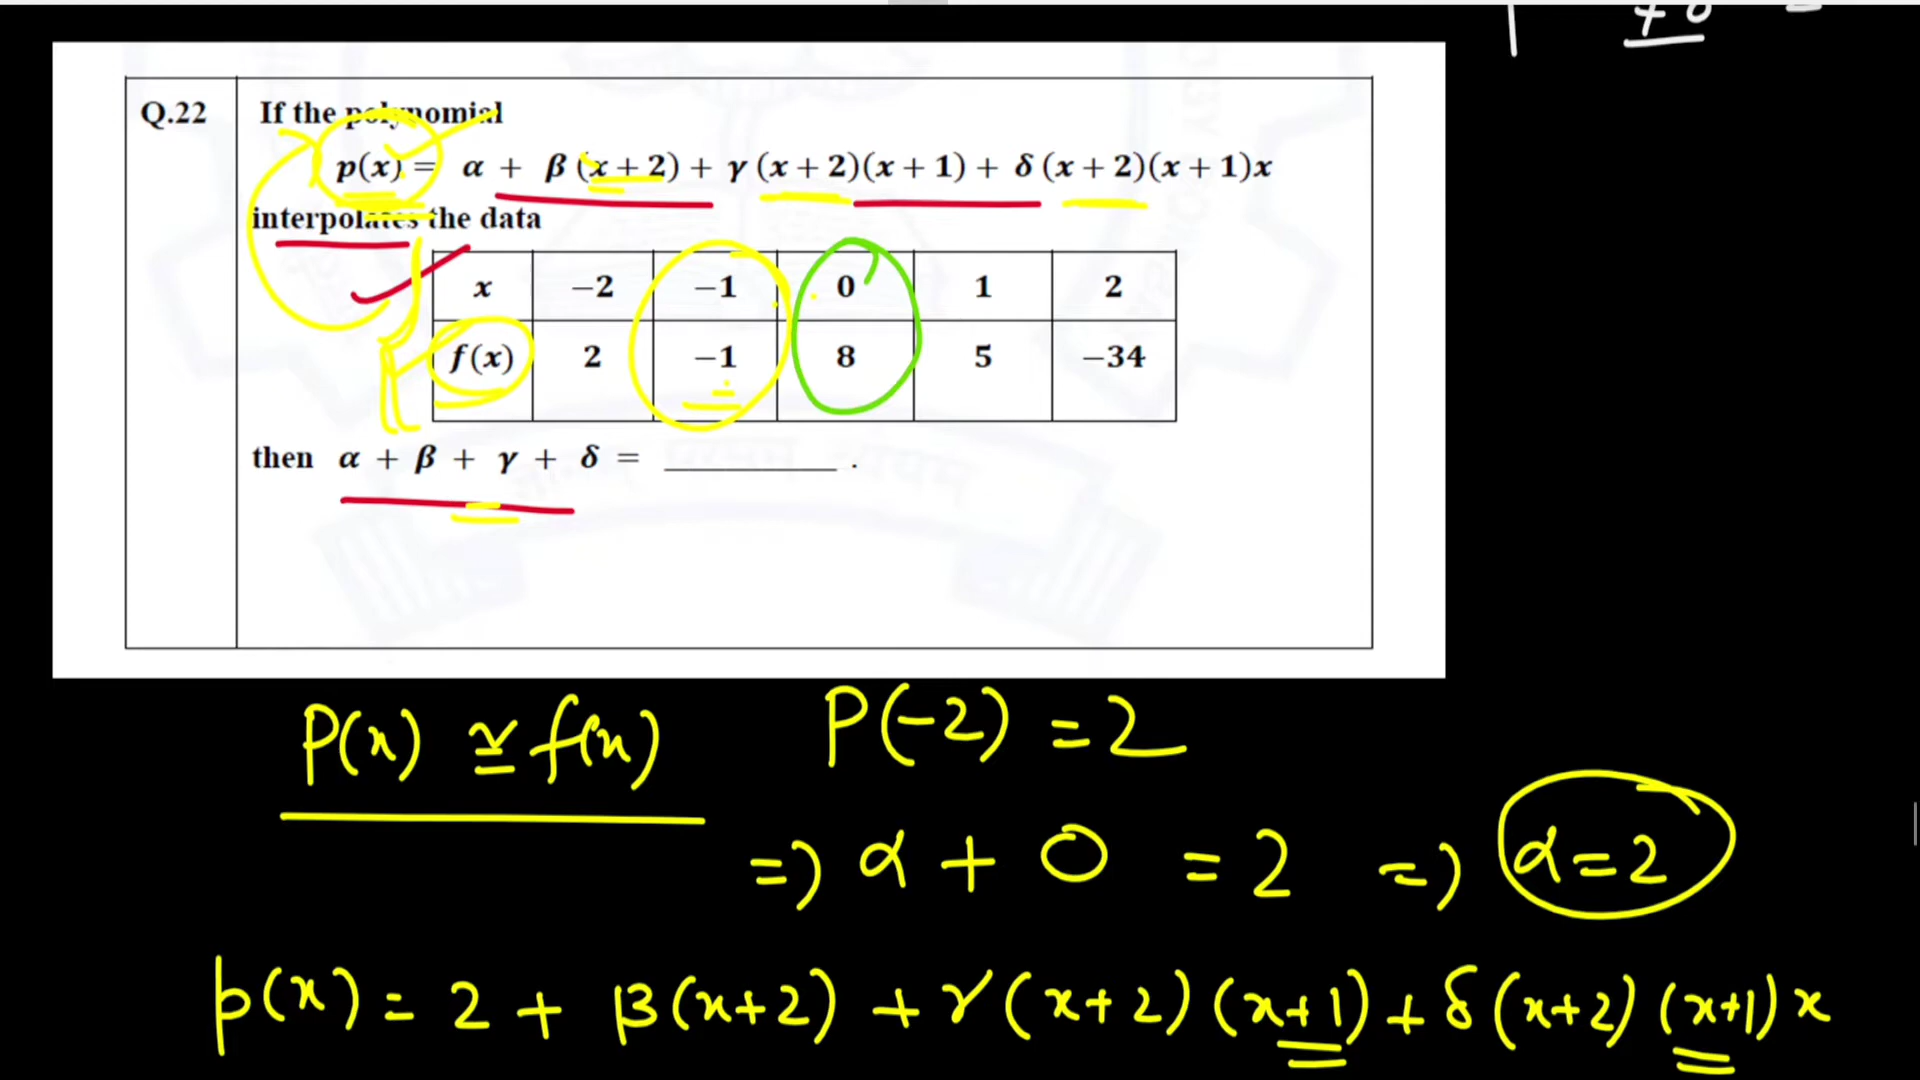 Q.22 If the polynomial
p(x) = α + β (x + 2) + γ (x + 2)(x + 1) + δ (x + 2)(x + 1)x
interpolates the data
x −2 −1 0 1 2
f(x) 2 −1 8 5 −34
then α + β + γ + δ = ___________ .
P(x) ≅ f(x) P(-2) = 2
=) α + 0 = 2 =) α = 2
p(x) = 2 + β(x+2) + γ(x+2)(x+1) + δ(x+2)(x+1)x